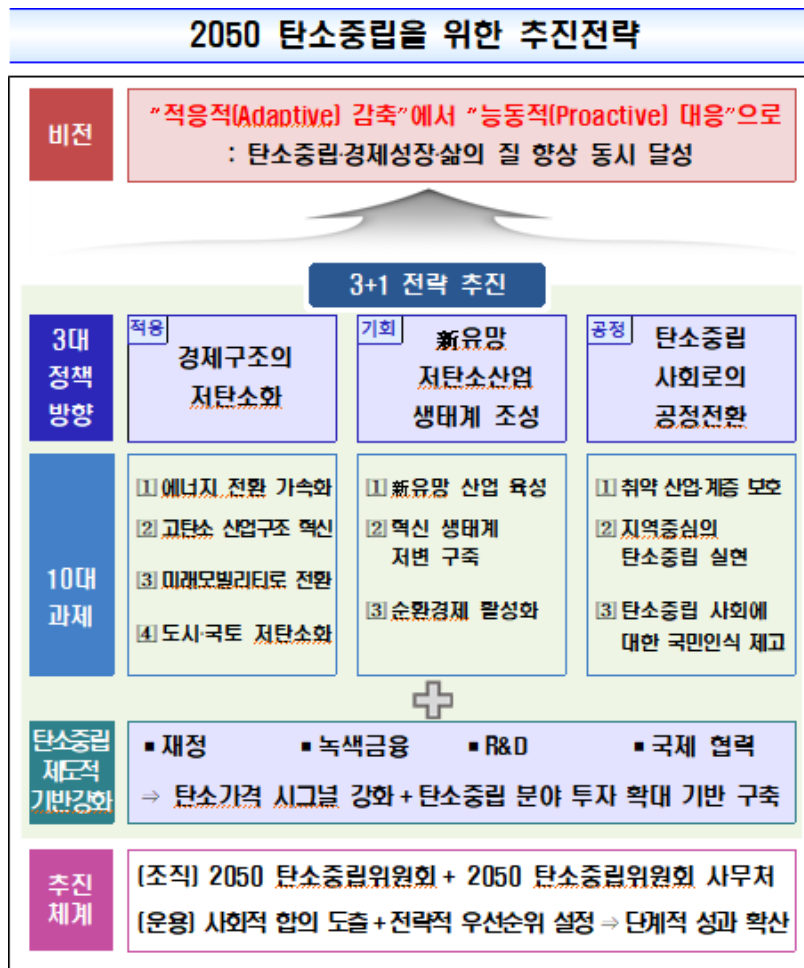 2050 탄소중립을 위한 추진전략
비전
"적응적(Adaptive) 감축"에서 "능동적(Proactive) 대응"으로
: 탄소중립·경제성장·삶의 질 향상 동시 달성
3+1 전략 추진
3대
정책
방향
적응
경제구조의
저탄소화
기회
新유망
저탄소산업
생태계 조성
공정
탄소중립
사회로의
공정전환
10대
과제
1 에너지 전환 가속화
2 고탄소 산업구조 혁신
3 미래모빌리티로 전환
4 도시·국토 저탄소화
1 新유망 산업 육성
2 혁신 생태계
저변 구축
3 순환경제 활성화
1 취약 산업·계층 보호
2 지역중심의
탄소중립 실현
3 탄소중립 사회에
대한 국민인식 제고
탄소중립
제도적
기반강화
▪ 재정 ▪ 녹색금융 ▪ R&D ▪ 국제 협력
⇒ 탄소가격 시그널 강화 + 탄소중립 분야 투자 확대 기반 구축
추진
체계
(조직) 2050 탄소중립위원회 + 2050 탄소중립위원회 사무처
(운용) 사회적 합의 도출 + 전략적 우선순위 설정 ⇒ 단계적 성과 확산